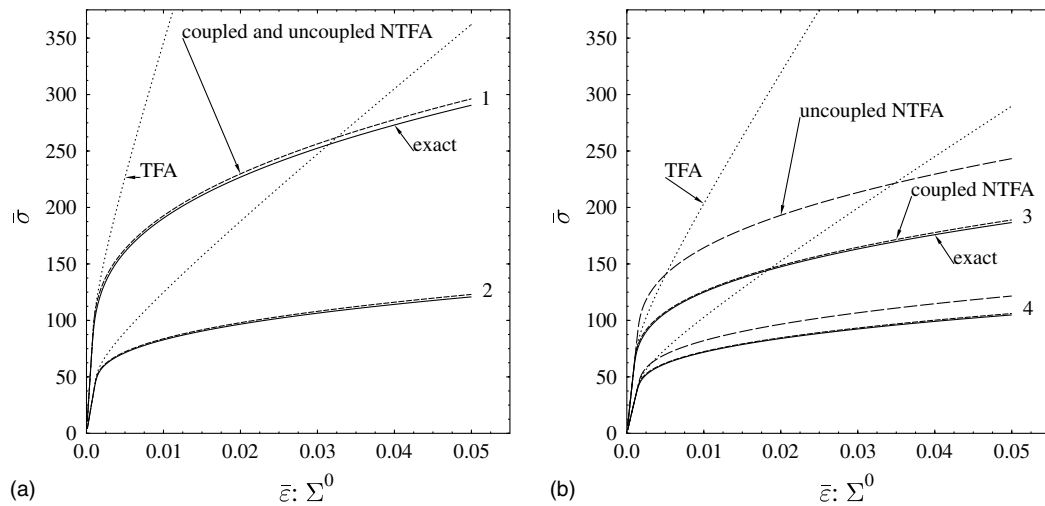 350
300
250
200
150
100
50
0
σ̄
coupled and uncoupled NTFA
TFA
exact
1
2
0.0 0.01 0.02 0.03 0.04 0.05
(a)
ε̄: Σ⁰
350
300
250
200
150
100
50
0
σ̄
uncoupled NTFA
TFA
coupled NTFA
3
exact
4
0.0 0.01 0.02 0.03 0.04 0.05
(b)
ε̄: Σ⁰